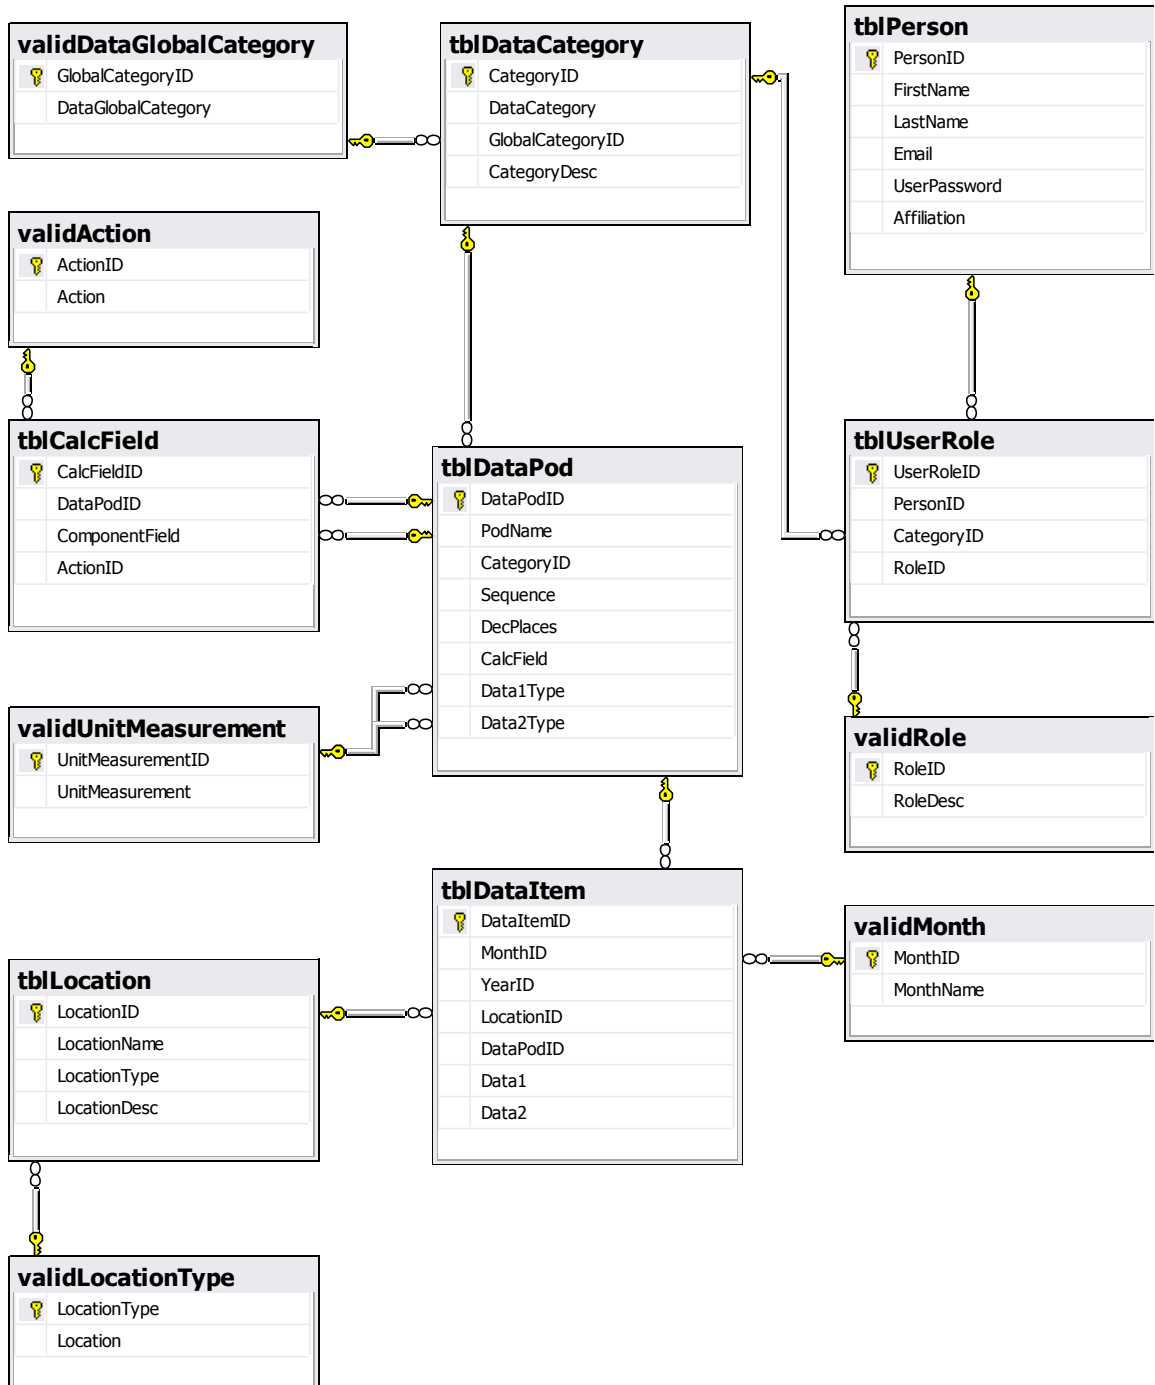 validDataGlobalCategory
GlobalCategoryID
DataGlobalCategory
tblDataCategory
CategoryID
DataCategory
GlobalCategoryID
CategoryDesc
tblPerson
PersonID
FirstName
LastName
Email
UserPassword
Affiliation
validAction
ActionID
Action
tblCalcField
CalcFieldID
DataPodID
ComponentField
ActionID
tblDataPod
DataPodID
PodName
CategoryID
Sequence
DecPlaces
CalcField
Data1Type
Data2Type
tblUserRole
UserRoleID
PersonID
CategoryID
RoleID
validUnitMeasurement
UnitMeasurementID
UnitMeasurement
validRole
RoleID
RoleDesc
tblDataItem
DataItemID
MonthID
YearID
LocationID
DataPodID
Data1
Data2
validMonth
MonthID
MonthName
tblLocation
LocationID
LocationName
LocationType
LocationDesc
validLocationType
LocationType
Location